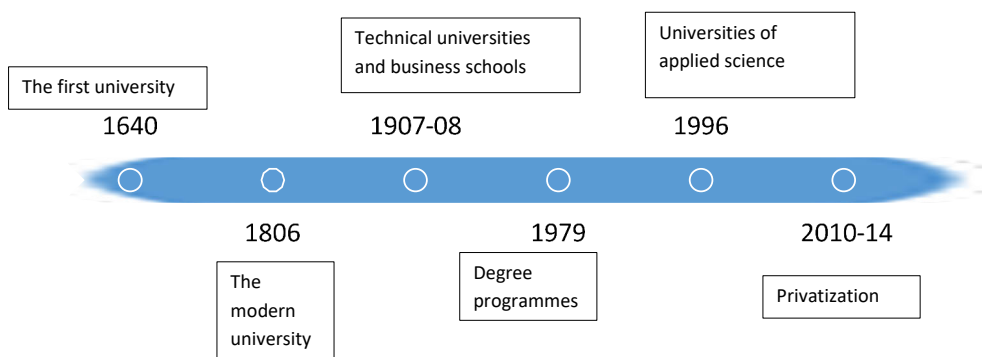 The first university
1640
Technical universities
and business schools
1907-08
Universities of
applied science
1996
1806
The
modern
university
1979
Degree
programmes
2010-14
Privatization